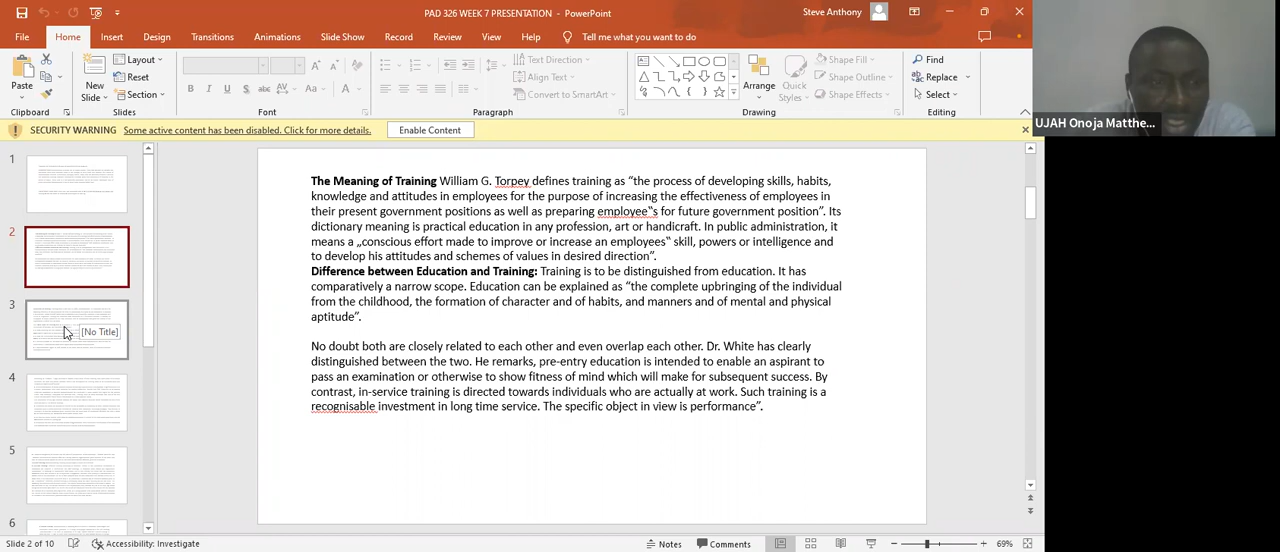 PAD 326 WEEK 7 PRESENTATION - PowerPoint
Steve Anthony
File Home Insert Design Transitions Animations Slide Show Record Review View Help Tell me what you want to do
Paste
Clipboard
New
Slide
Layout
Reset
Section
Slides
Font
Text Direction
Align Text
Convert to SmartArt
Paragraph
Arrange
Quick
Styles
Shape Fill
Shape Outline
Shape Effects
Drawing
Find
Replace
Select
Editing
UJAH Onoja Matthe...
SECURITY WARNING Some active content has been disabled. Click for more details. Enable Content
1
2
3
[No Title]
4
5
6
The Meaning of Training William G. Torpey defines training as “the process of developing skills, habits,
knowledge and attitudes in employees for the purpose of increasing the effectiveness of employees in
their present government positions as well as preparing employee‟s for future government position”. Its
dictionary meaning is practical education in any profession, art or handicraft. In public administration, it
means a „conscious effort made to improve or increase an employees‟ skill, powers or intelligence and
to develop his attitudes and schemes of values in desired direction”.
Difference between Education and Training: Training is to be distinguished from education. It has
comparatively a narrow scope. Education can be explained as “the complete upbringing of the individual
from the childhood, the formation of character and of habits, and manners and of mental and physical
aptitude”.
No doubt both are closely related to each other and even overlap each other. Dr. White has clearly
distinguished between the two. He remarks, pre-entry education is intended to enable an aspirant to
pass an examination or otherwise to show fitness of mind which will make for subsequent success. By
contrast, in-service training is directed towards individuals who are actually at work. Such training is a
recognisable investment in long time service. The specific object in view is performance”.
Slide 2 of 10 Accessibility: Investigate Notes Comments 69%